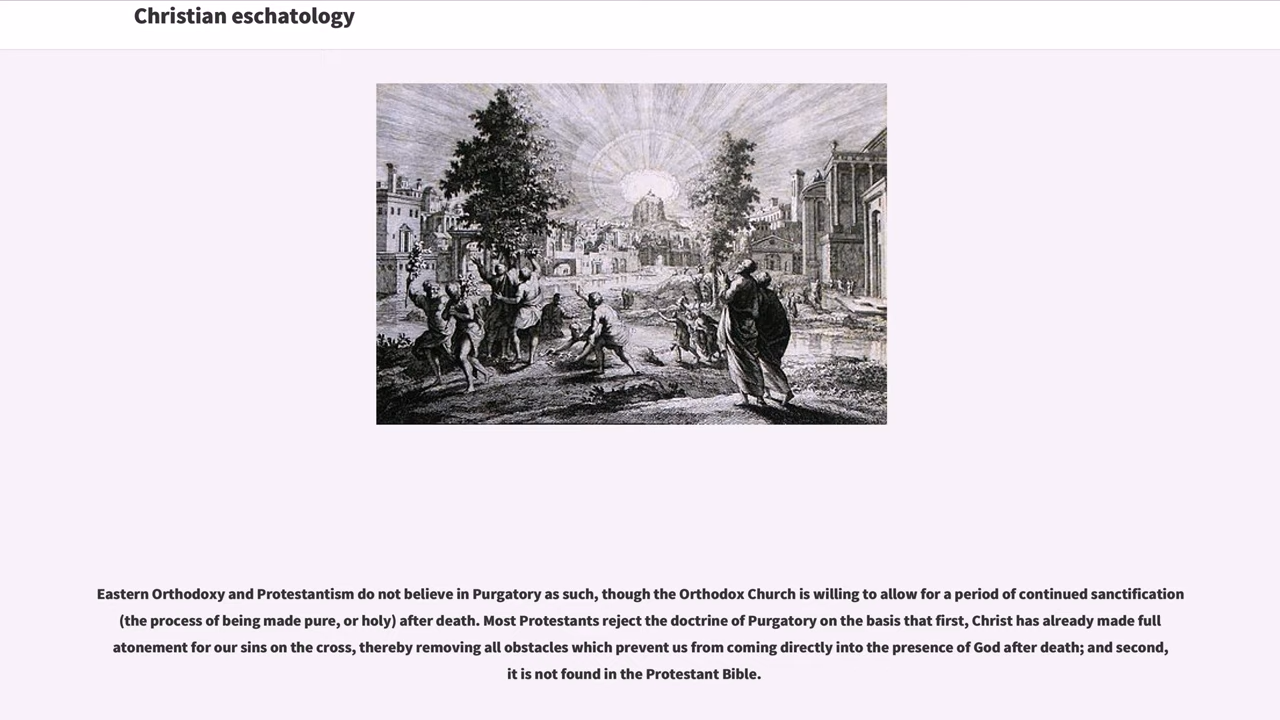 Christian eschatology
Eastern Orthodoxy and Protestantism do not believe in Purgatory as such, though the Orthodox Church is willing to allow for a period of continued sanctification
(the process of being made pure, or holy) after death. Most Protestants reject the doctrine of Purgatory on the basis that first, Christ has already made full
atonement for our sins on the cross, thereby removing all obstacles which prevent us from coming directly into the presence of God after death; and second,
it is not found in the Protestant Bible.